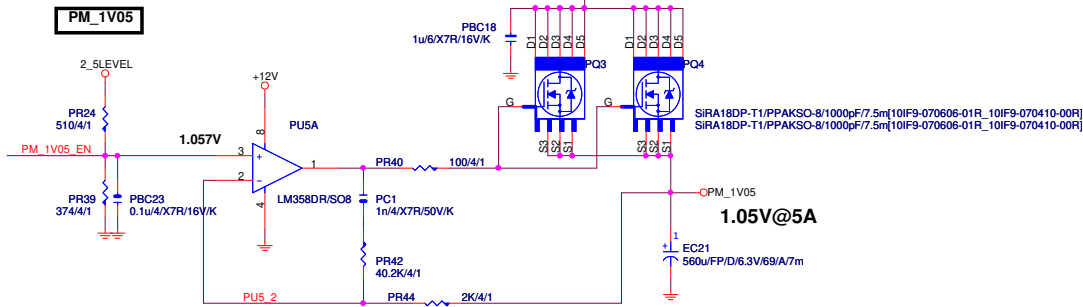 PM_1V05
2_5LEVEL
PR24
510/4/1
PM_1V05_EN
PR39
374/4/1
PBC23
0.1u/4/X7R/16V/K
1.057V
+12V
PU5A
8
3
+
2
-
1
4
LM358DR/SO8
PR40
100/4/1
PC1
1n/4/X7R/50V/K
PR42
40.2K/4/1
PU5_2
PR44
2K/4/1
PBC18
1u/6/X7R/16V/K
D1
D2
D3
D4
D5
PQ3
G
S3
S2
S1
D1
D2
D3
D4
D5
PQ4
G
S3
S2
S1
SiRA18DP-T1/PPAKSO-8/1000pF/7.5m[10IF9-070606-01R_10IF9-070410-00R]
SiRA18DP-T1/PPAKSO-8/1000pF/7.5m[10IF9-070606-01R_10IF9-070410-00R]
PM_1V05
1.05V@5A
1
+
EC21
560u/FP/D/6.3V/69/A/7m